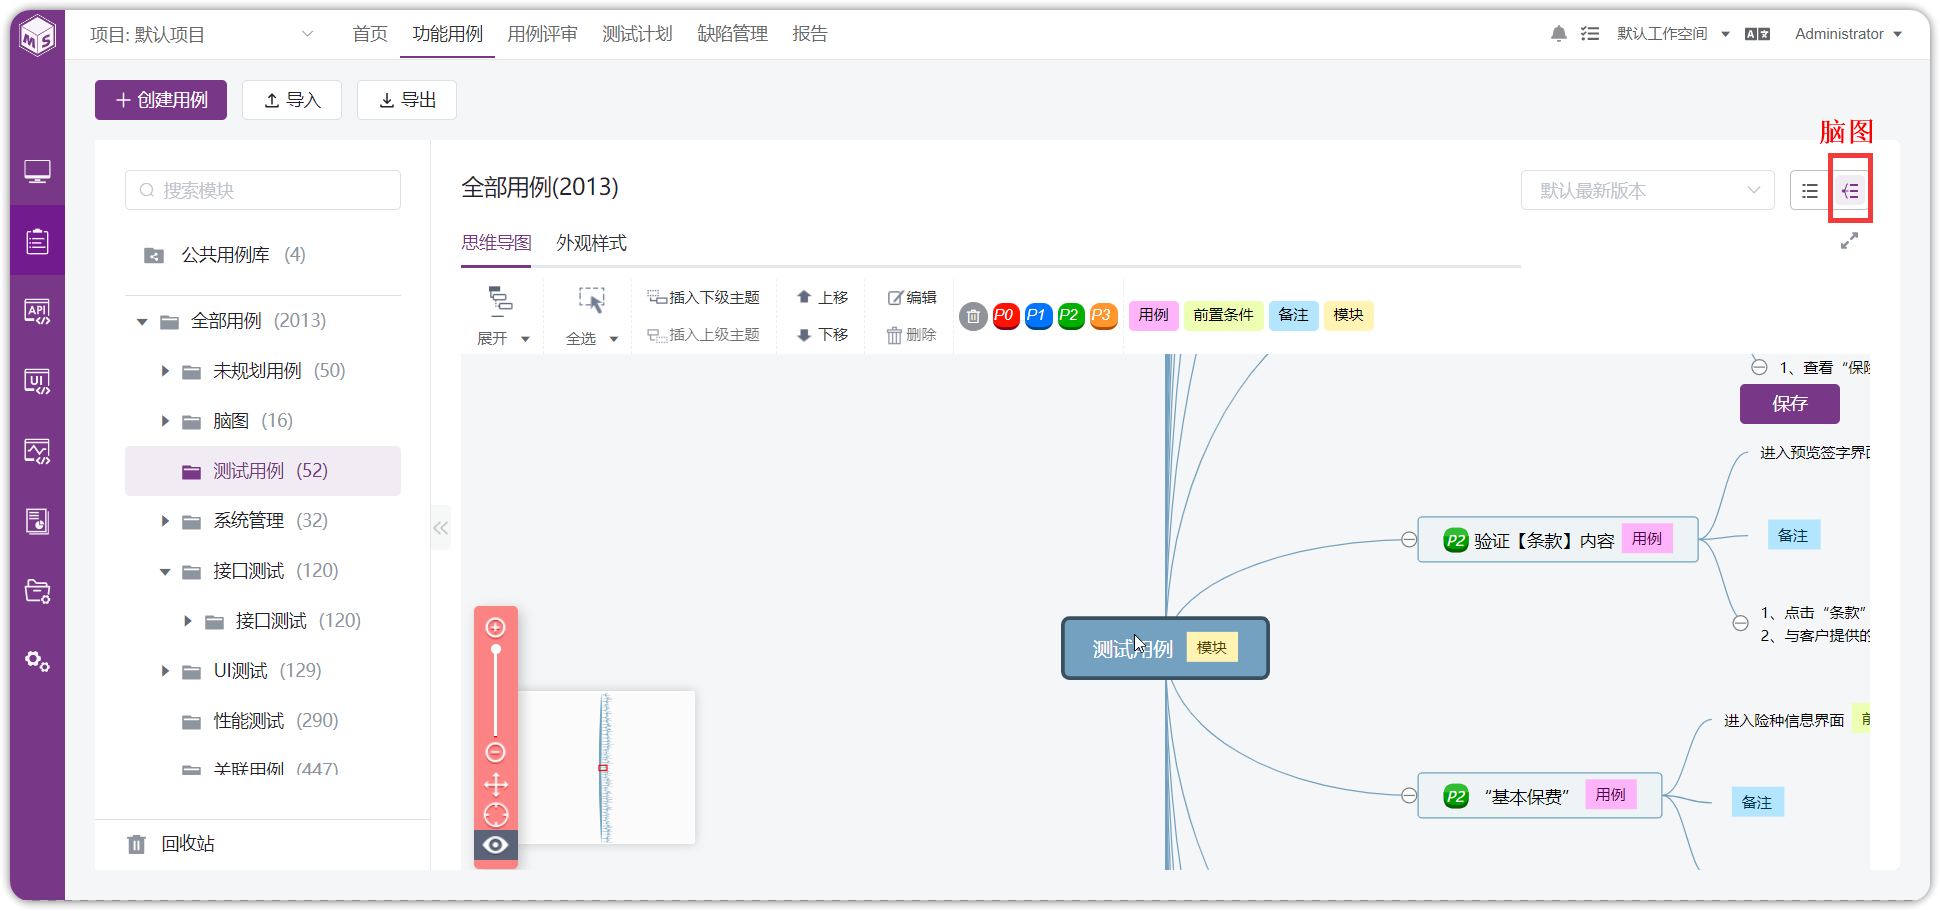 项目: 默认项目
首页
功能用例
用例评审
测试计划
缺陷管理
报告
默认工作空间
Administrator
创建用例
导入
导出
脑图
搜索模块
全部用例(2013)
默认最新版本
公共用例库 (4)
思维导图
外观样式
全部用例 (2013)
未规划用例 (50)
脑图 (16)
测试用例 (52)
系统管理 (32)
接口测试 (120)
接口测试 (120)
UI测试 (129)
性能测试 (290)
关联用例 (447)
回收站
展开
全选
插入下级主题
插入上级主题
上移
下移
编辑
删除
P0
P1
P2
P3
用例
前置条件
备注
模块
1、查看“保险
保存
进入预览签字界面
P2 验证【条款】内容 用例
备注
1、点击“条款”
2、与客户提供的
测试用例 模块
进入险种信息界面 前
P2 “基本保费” 用例
备注
API
UI
MS